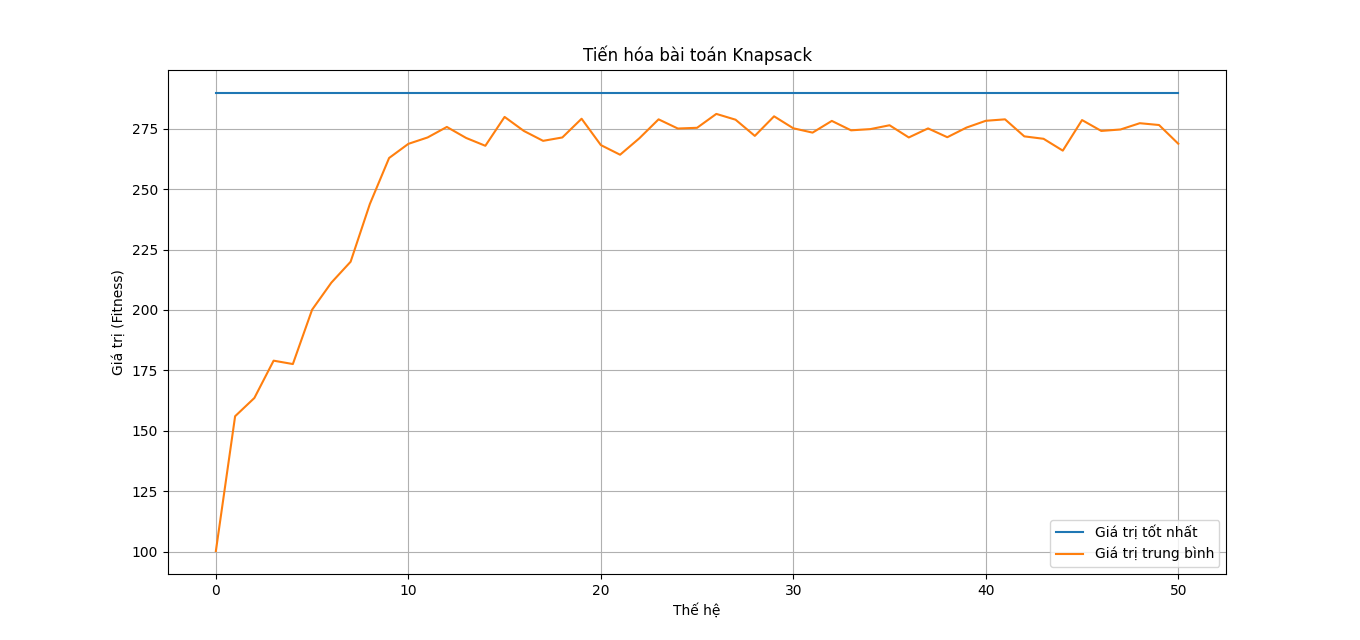 Tiến hóa bài toán Knapsack
Giá trị (Fitness)
275
250
225
200
175
150
125
100
0 10 20 30 40 50
Thế hệ
Giá trị tốt nhất
Giá trị trung bình